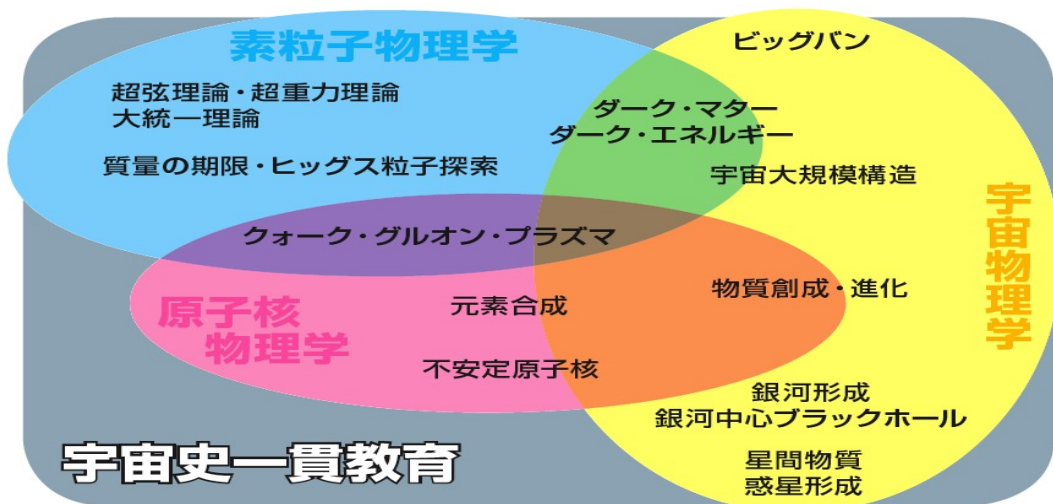 素粒子物理学
超弦理論・超重力理論
大統一理論
質量の期限・ヒッグス粒子探索
ビッグバン
ダーク・マター
ダーク・エネルギー
宇宙大規模構造
宇宙物理学
クォーク・グルオン・プラズマ
原子核
物理学
元素合成
不安定原子核
物質創成・進化
銀河形成
銀河中心ブラックホール
星間物質
惑星形成
宇宙史一貫教育